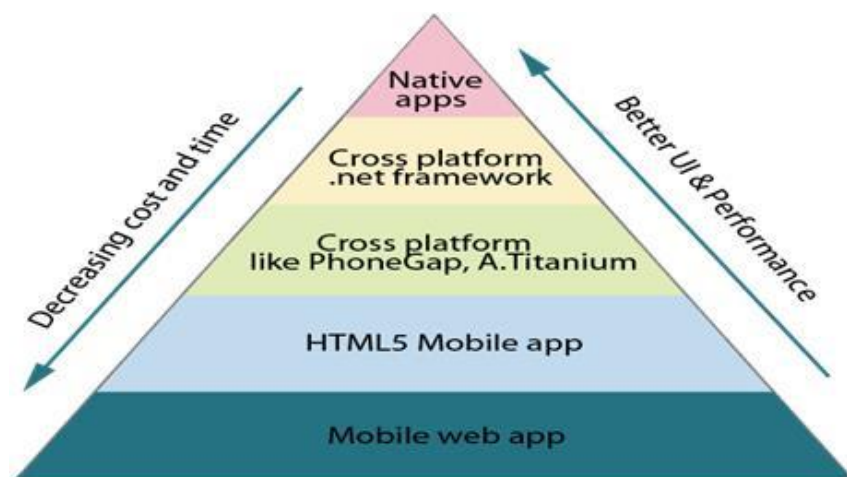 Native
apps
Cross platform
.net framework
Cross platform
like PhoneGap, A.Titanium
HTML5 Mobile app
Mobile web app
Decreasing cost and time
Better UI & Performance